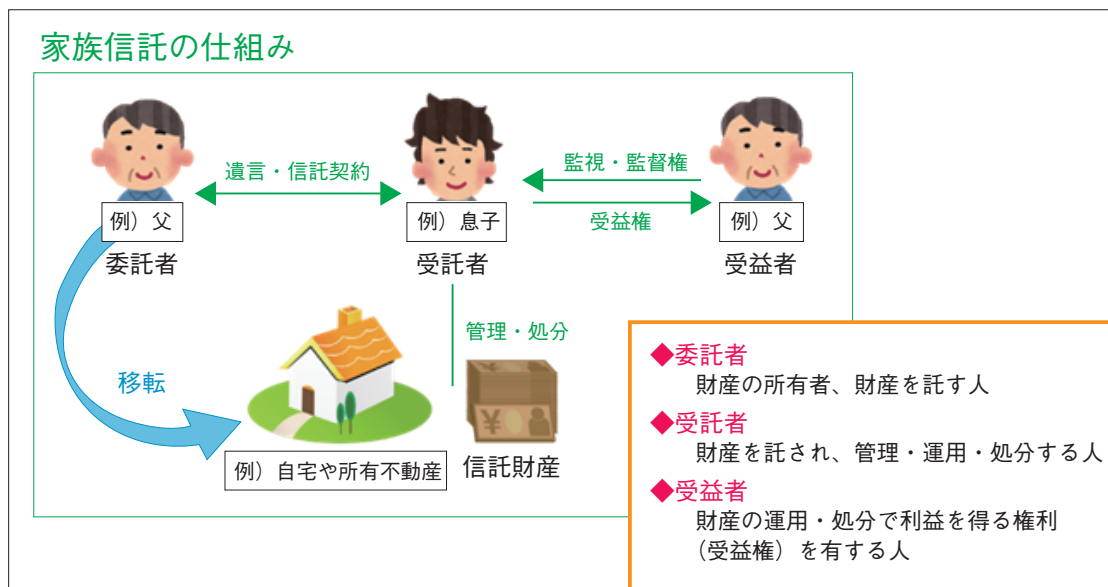 家族信託の仕組み
遺言・信託契約
監視・監督権
受益権
例）父
例）息子
例）父
委託者
受託者
受益者
管理・処分
移転
¥
例）自宅や所有不動産
信託財産
◆委託者
財産の所有者、財産を託す人
◆受託者
財産を託され、管理・運用・処分する人
◆受益者
財産の運用・処分で利益を得る権利
（受益権）を有する人